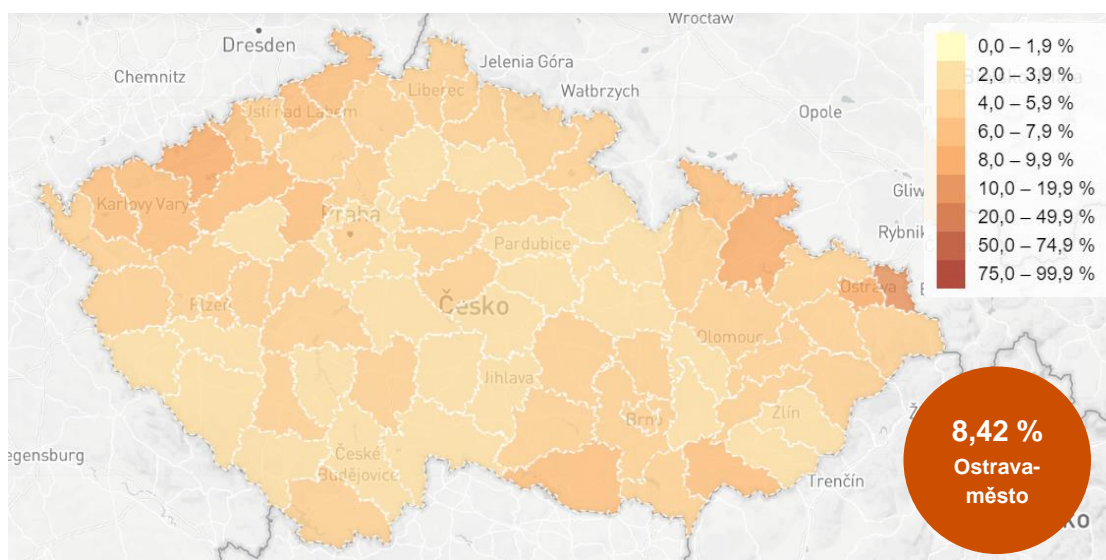 Wrocław
Dresden
Jelenia Góra
Chemnitz
Wałbrzych
Opole
Liberec
Ústí nad Labem
Karlovy Vary
Praha
Pardubice
Plzeň
Česko
Ostrava
Olomouc
Jihlava
Brno
Zlín
České
Budějovice
egensburg
Trenčín
Gliw
Rybnik
0,0 – 1,9 %
2,0 – 3,9 %
4,0 – 5,9 %
6,0 – 7,9 %
8,0 – 9,9 %
10,0 – 19,9 %
20,0 – 49,9 %
50,0 – 74,9 %
75,0 – 99,9 %
8,42 %
Ostrava-
město
ko